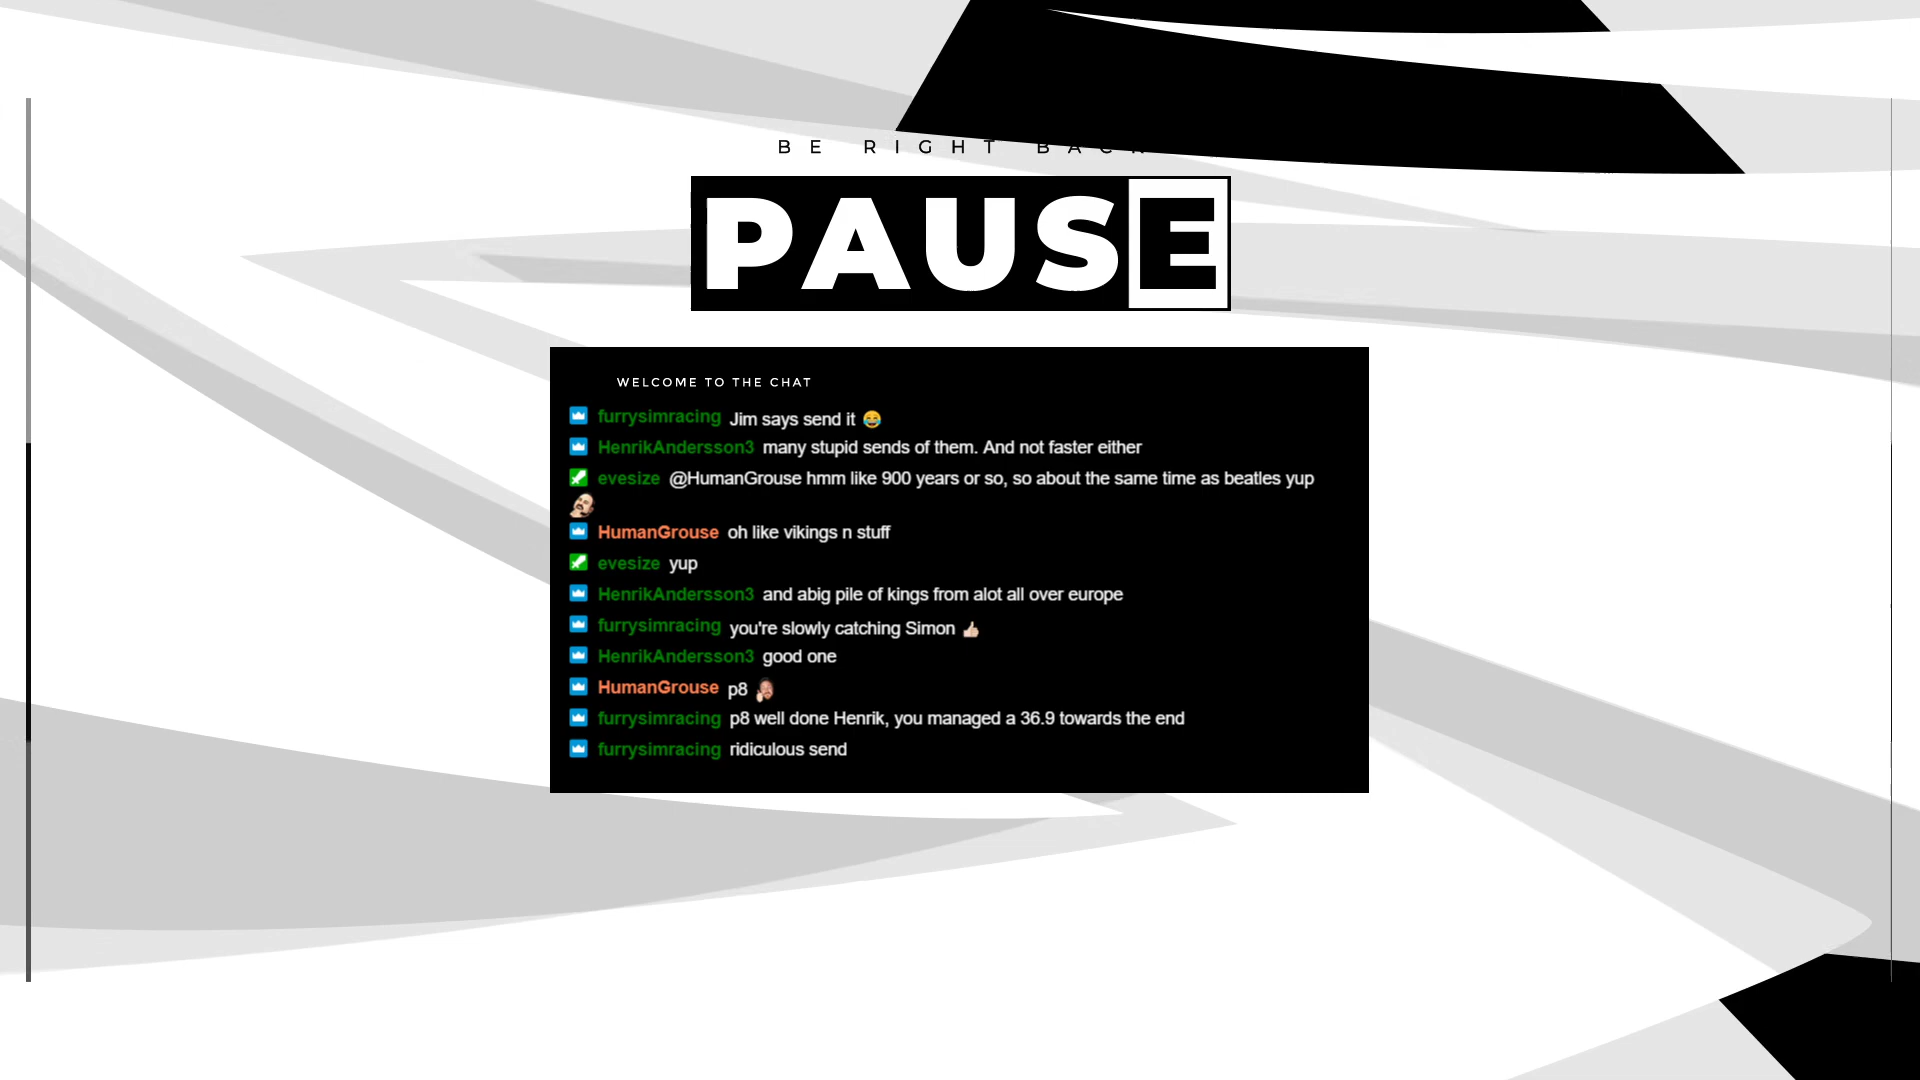 BE RIGHT BACK
PAUSE
WELCOME TO THE CHAT
furrysimracing Jim says send it 😂
HenrikAndersson3 many stupid sends of them. And not faster either
evesize @HumanGrouse hmm like 900 years or so, so about the same time as beatles yup
HumanGrouse oh like vikings n stuff
evesize yup
HenrikAndersson3 and abig pile of kings from alot all over europe
furrysimracing you're slowly catching Simon 👍🏻
HenrikAndersson3 good one
HumanGrouse p8
furrysimracing p8 well done Henrik, you managed a 36.9 towards the end
furrysimracing ridiculous send